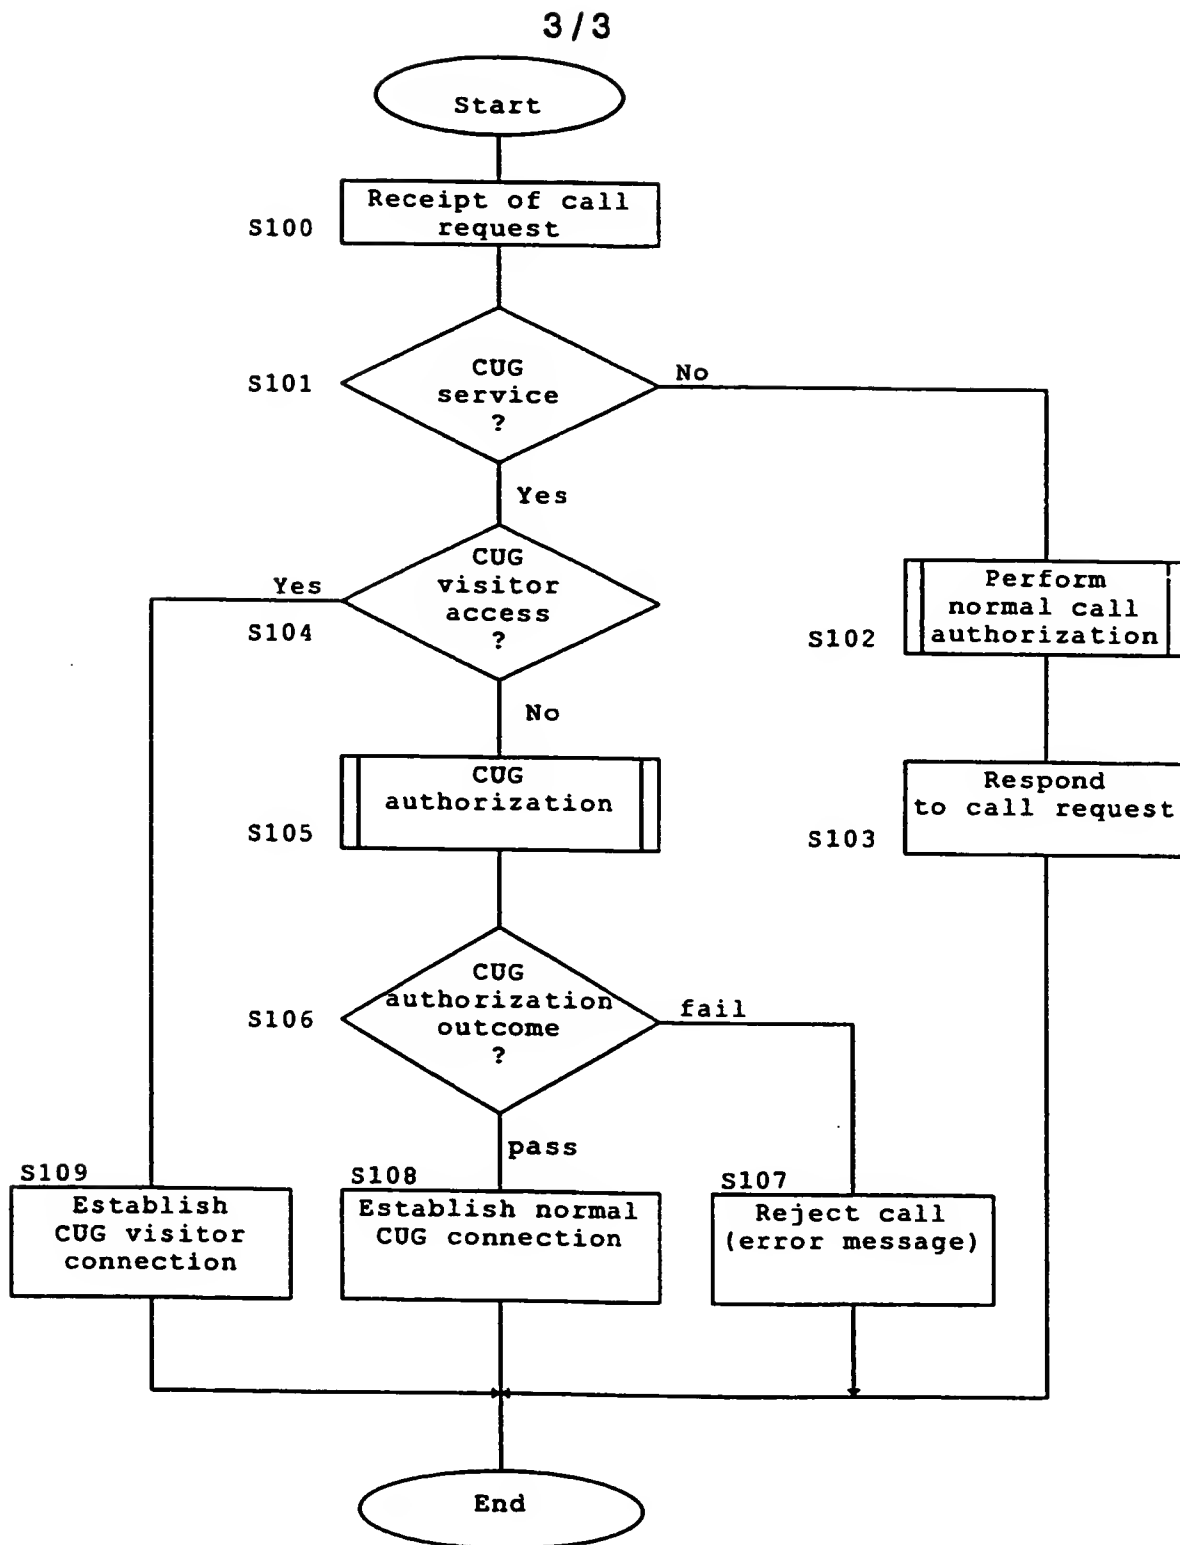 3/3
Start
Receipt of call
request
S100
CUG
service
?
S101
No
Yes
CUG
visitor
access
?
Yes
S104
Perform
normal call
authorization
S102
No
CUG
authorization
S105
Respond
to call request
S103
CUG
authorization
outcome
?
S106
fail
pass
S109
Establish
CUG visitor
connection
S108
Establish normal
CUG connection
S107
Reject call
(error message)
End